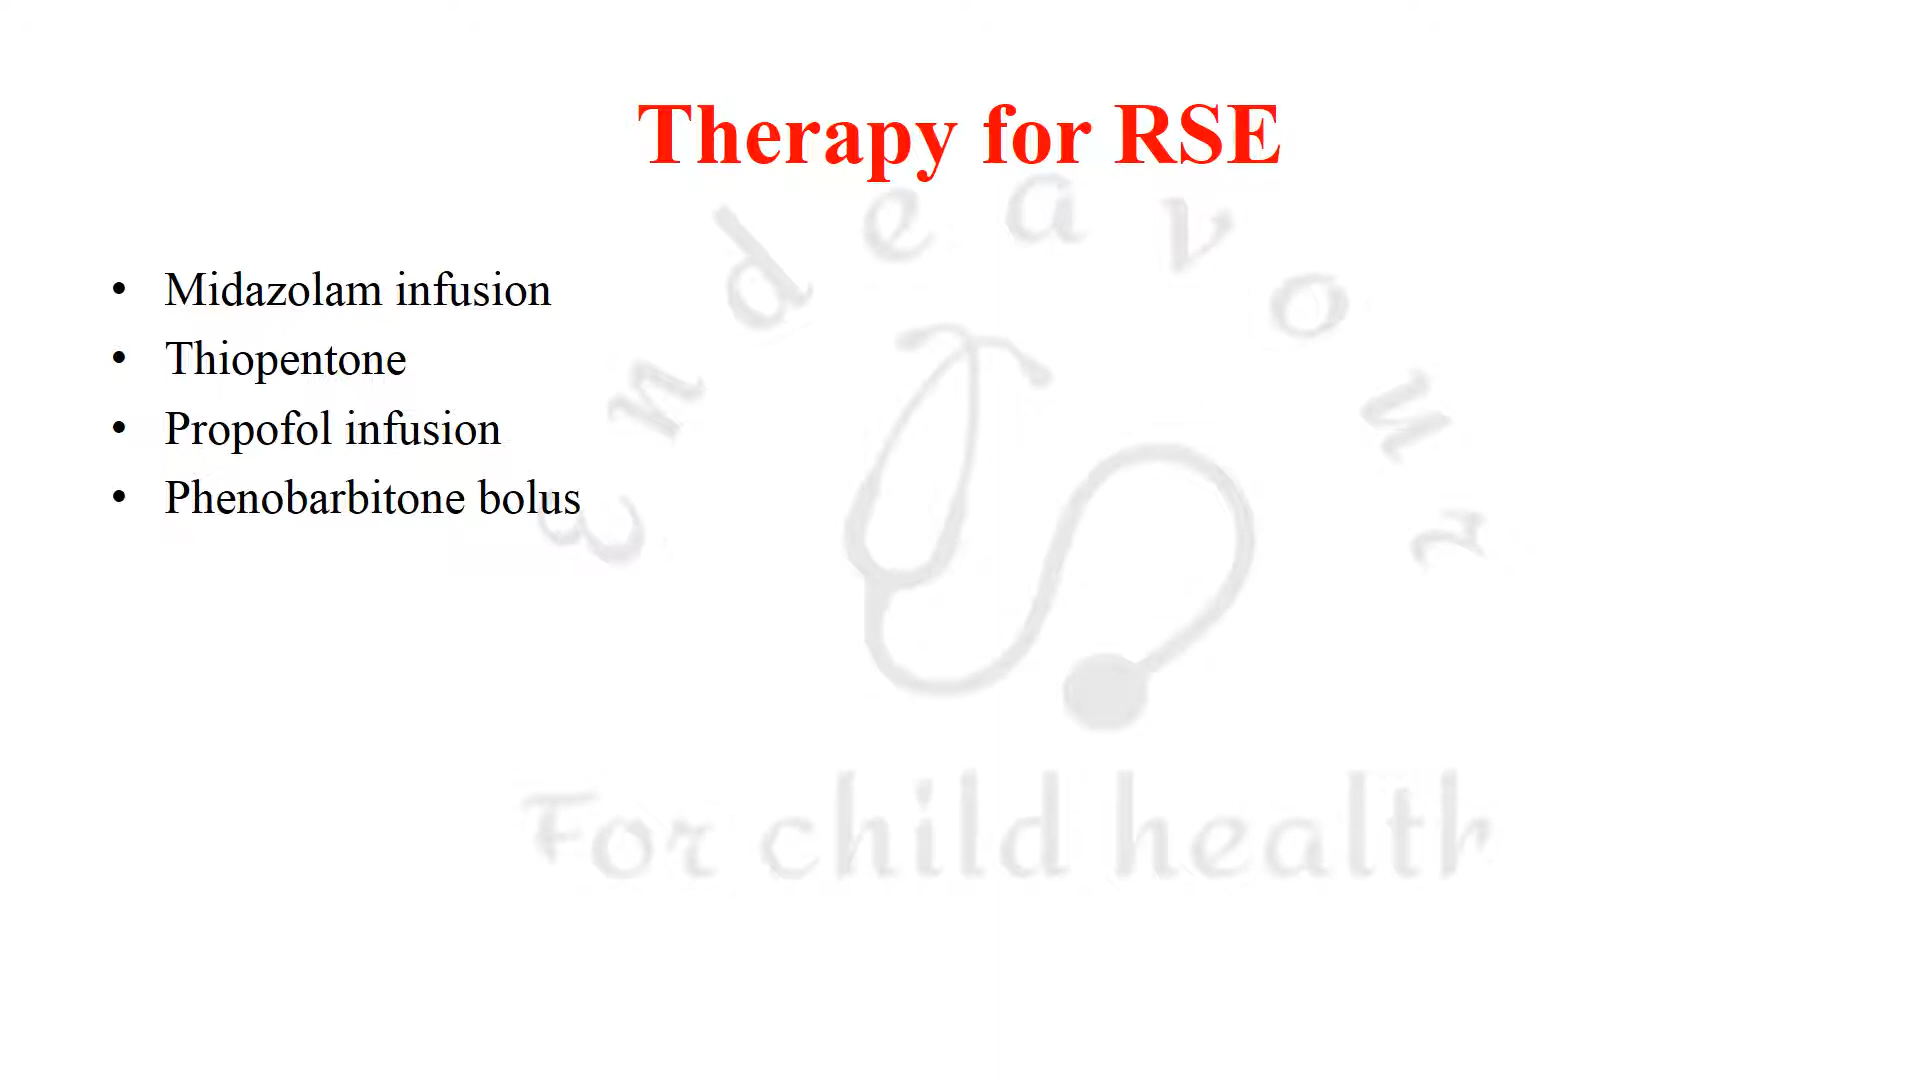 Therapy for RSE
Endeavour
• Midazolam infusion
• Thiopentone
• Propofol infusion
• Phenobarbitone bolus
For child health